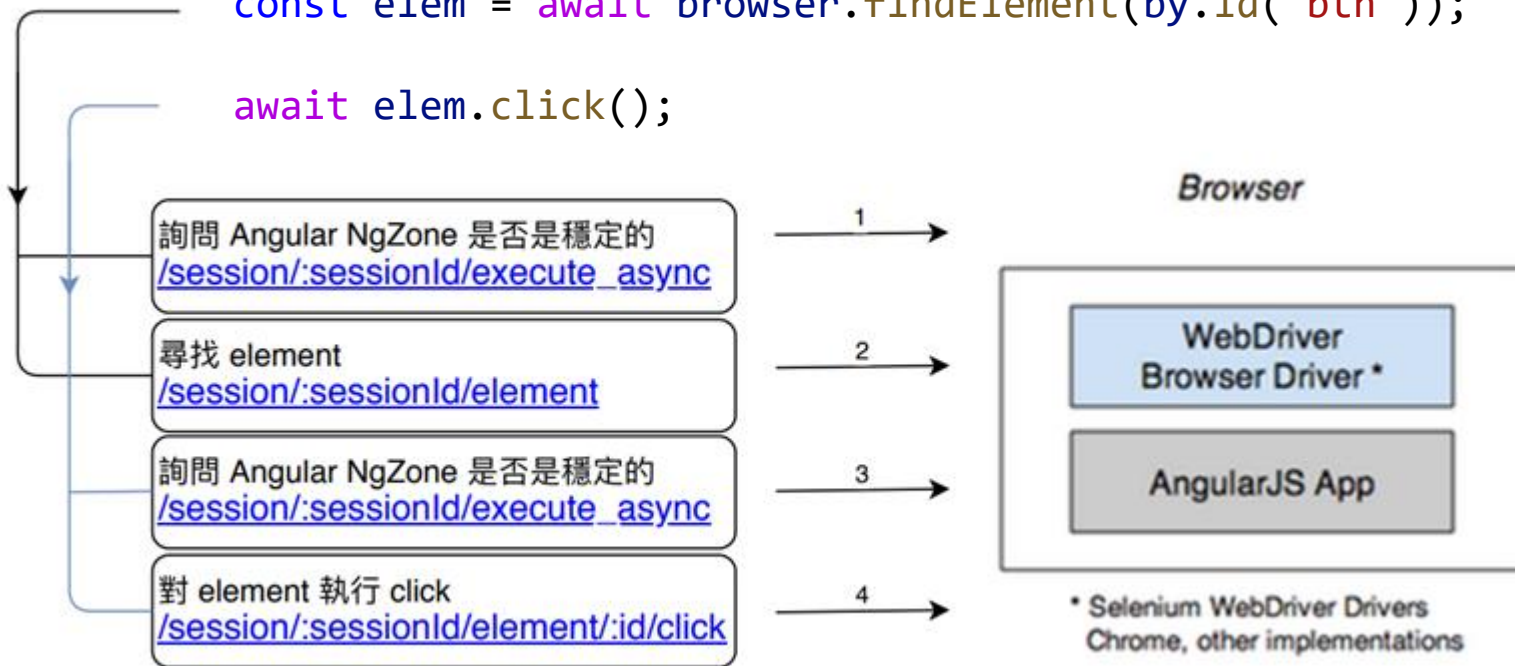 const elem = await browser.findElement(by.id('btn'));
await elem.click();
Browser
詢問 Angular NgZone 是否是穩定的
/session/:sessionId/execute_async
1
尋找 element
/session/:sessionId/element
2
詢問 Angular NgZone 是否是穩定的
/session/:sessionId/execute_async
3
對 element 執行 click
/session/:sessionId/element/:id/click
4
WebDriver
Browser Driver *
AngularJS App
* Selenium WebDriver Drivers
Chrome, other implementations